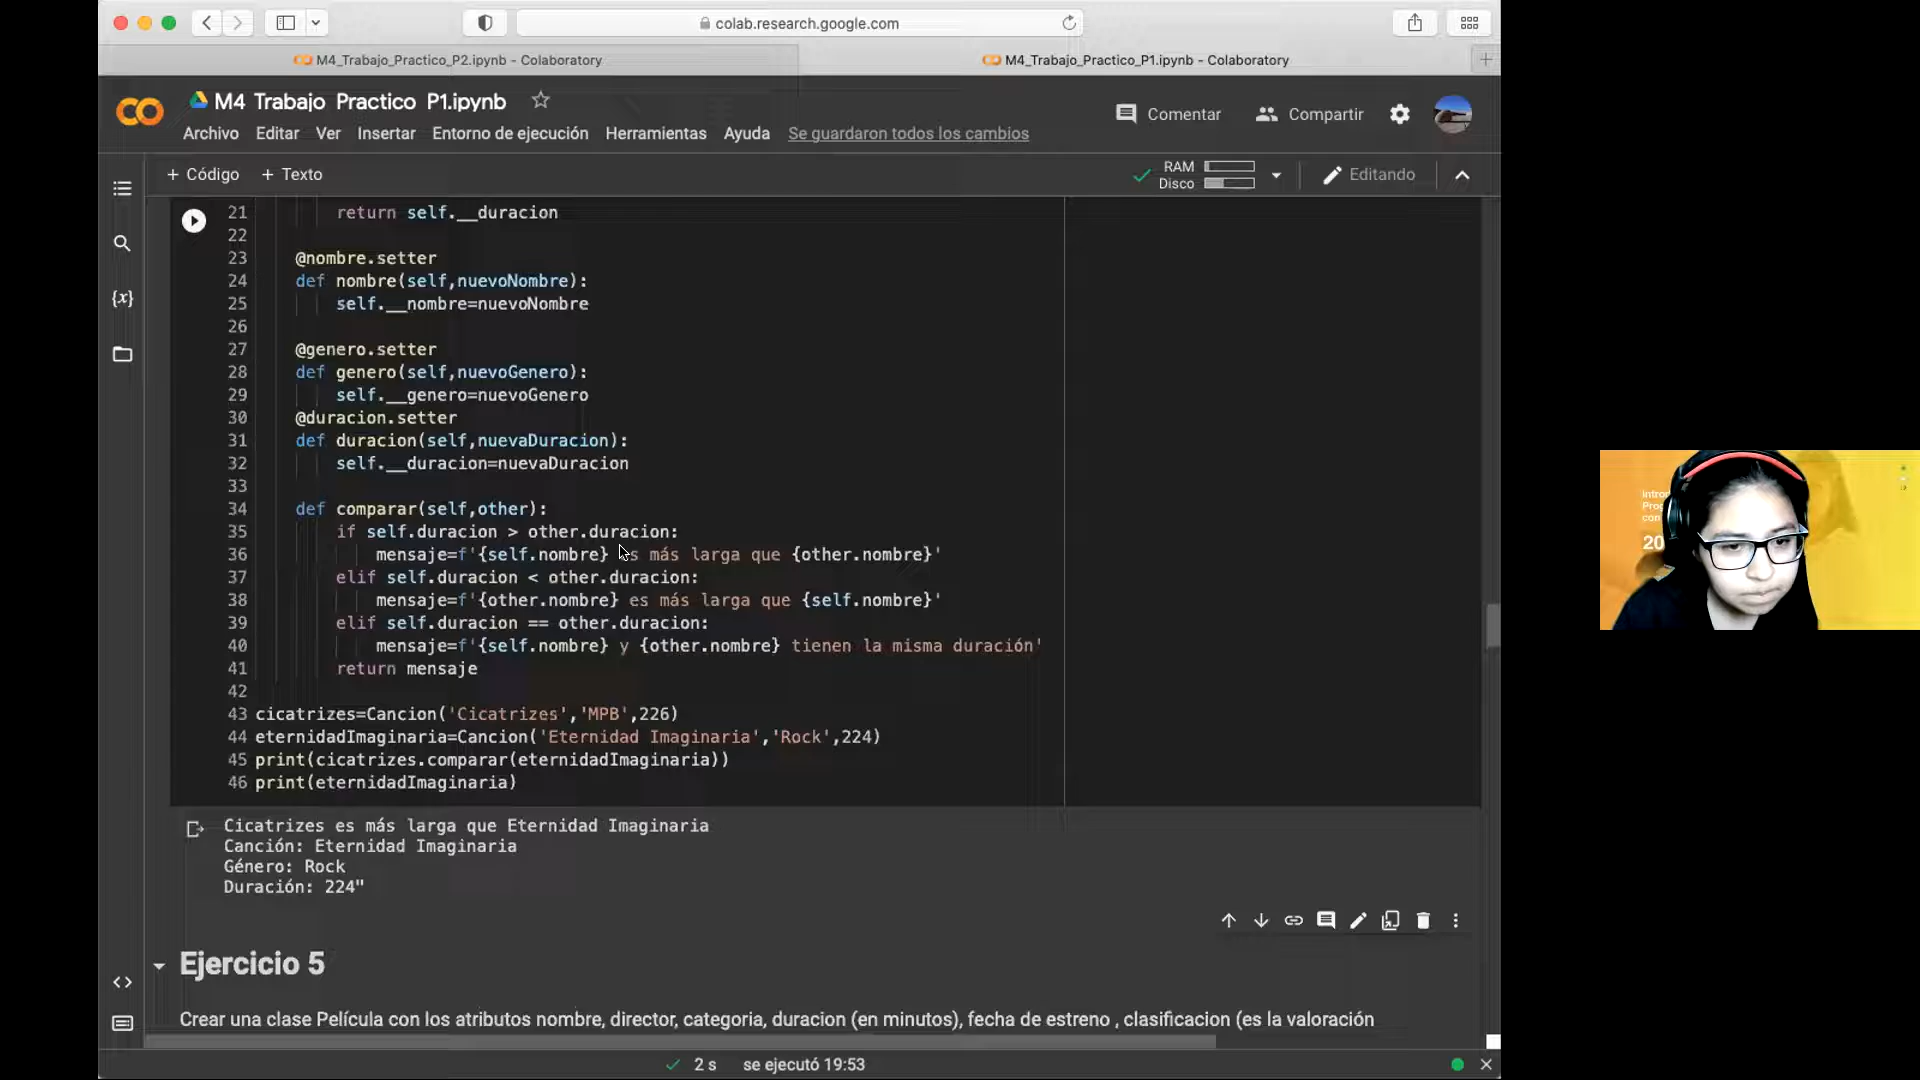 colab.research.google.com
M4_Trabajo_Practico_P2.ipynb - Colaboratory
M4_Trabajo_Practico_P1.ipynb - Colaboratory
M4 Trabajo Practico P1.ipynb
Comentar
Compartir
Archivo Editar Ver Insertar Entorno de ejecución Herramientas Ayuda Se guardaron todos los cambios
+ Código + Texto
RAM
Disco
Editando
21 return self.__duracion
22
23 @nombre.setter
24 def nombre(self,nuevoNombre):
25 self.__nombre=nuevoNombre
26
27 @genero.setter
28 def genero(self,nuevoGenero):
29 self.__genero=nuevoGenero
30 @duracion.setter
31 def duracion(self,nuevaDuracion):
32 self.__duracion=nuevaDuracion
33
34 def comparar(self,other):
35 if self.duracion > other.duracion:
36 mensaje=f'{self.nombre} es más larga que {other.nombre}'
37 elif self.duracion < other.duracion:
38 mensaje=f'{other.nombre} es más larga que {self.nombre}'
39 elif self.duracion == other.duracion:
40 mensaje=f'{self.nombre} y {other.nombre} tienen la misma duración'
41 return mensaje
42
43 cicatrizes=Cancion('Cicatrizes','MPB',226)
44 eternidadImaginaria=Cancion('Eternidad Imaginaria','Rock',224)
45 print(cicatrizes.comparar(eternidadImaginaria))
46 print(eternidadImaginaria)
Cicatrizes es más larga que Eternidad Imaginaria
Canción: Eternidad Imaginaria
Género: Rock
Duración: 224"
Ejercicio 5
Crear una clase Película con los atributos nombre, director, categoria, duracion (en minutos), fecha de estreno , clasificacion (es la valoración
2 s se ejecutó 19:53
20